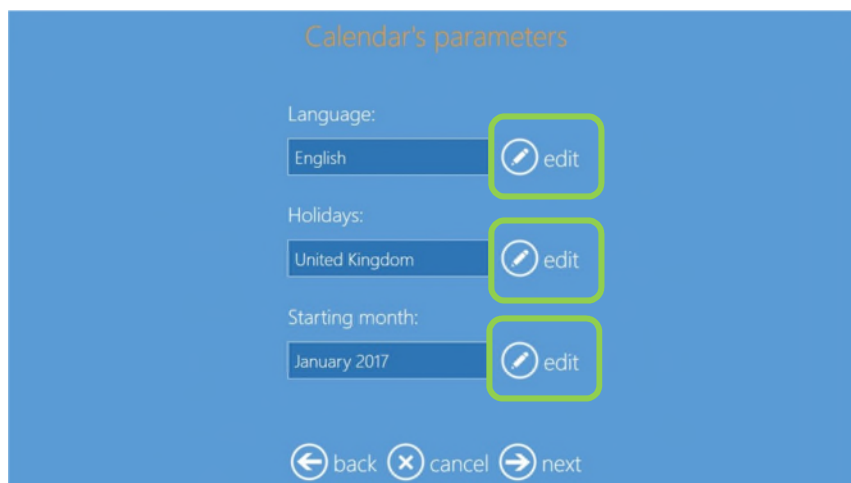 Calendar's parameters
Language:
English edit
Holidays:
United Kingdom edit
Starting month:
January 2017 edit
back cancel next